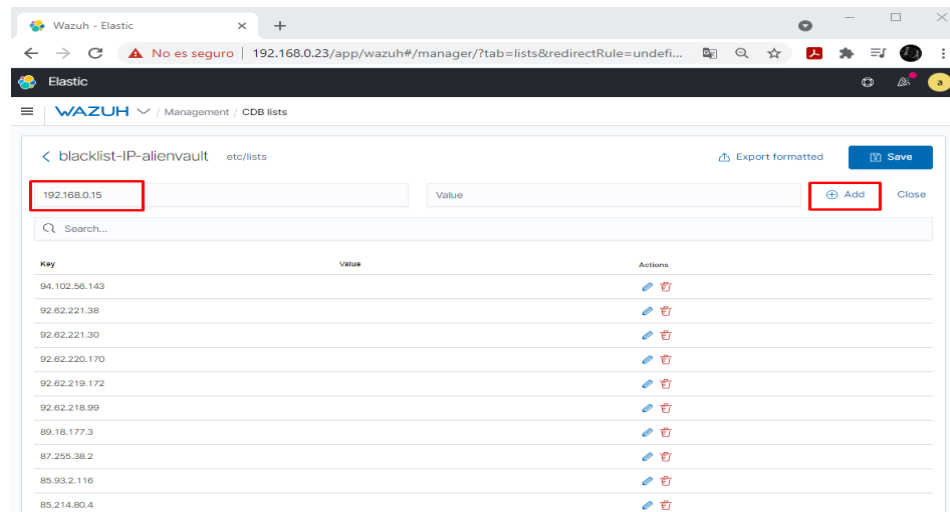 Wazuh - Elastic
No es seguro | 192.168.0.23/app/wazuh#/manager/?tab=lists&redirectRule=undefi...
Elastic
a
WAZUH / Management / CDB lists
blacklist-IP-alienvault etc/lists Export formatted Save
192.168.0.15 Value Add Close
Search...
Key Value Actions
94.102.56.143
92.62.221.38
92.62.221.30
92.62.220.170
92.62.219.172
92.62.218.99
89.18.177.3
87.255.38.2
85.93.2.116
85.214.80.4